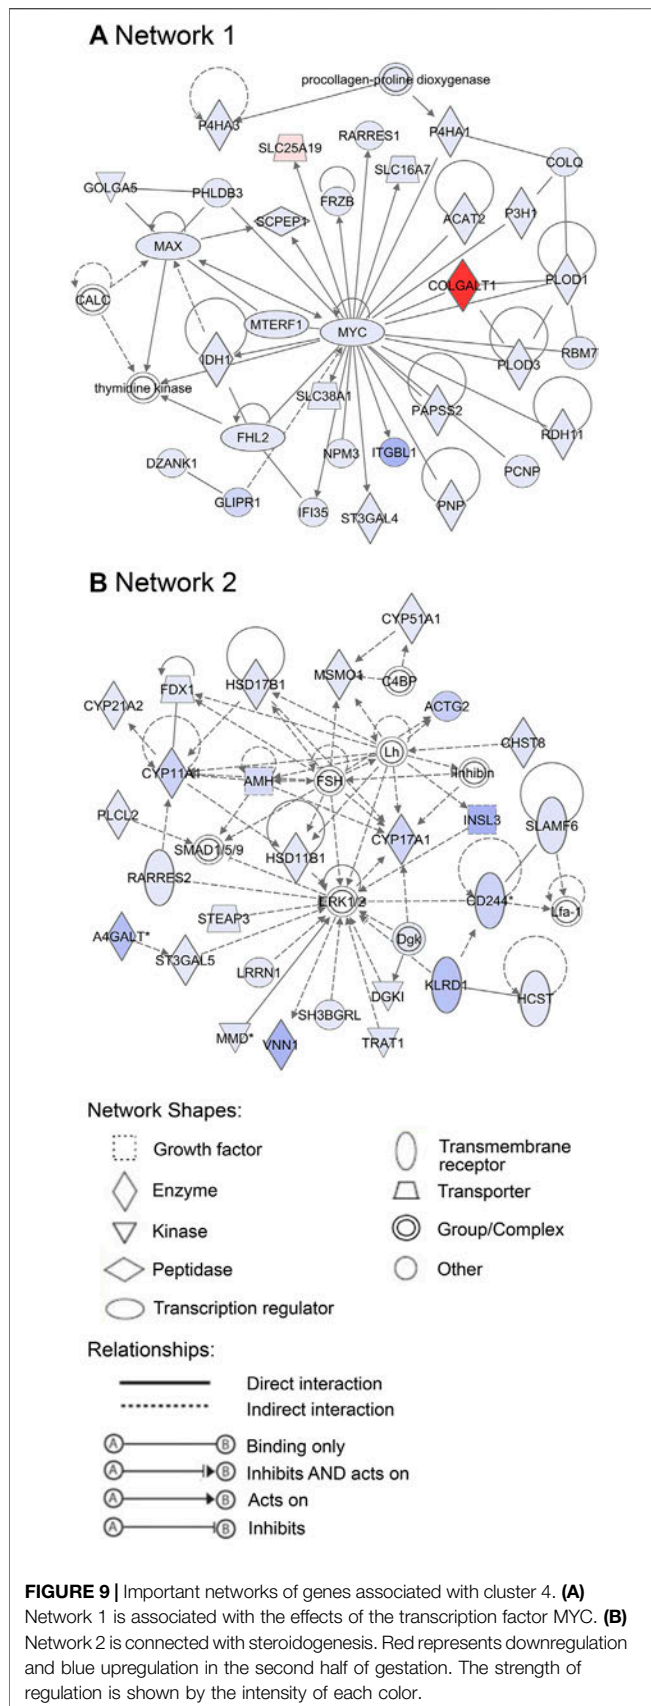 A Network 1
procollagen-proline dioxygenase
P4HA3
SLC25A19
RARRES1
P4HA1
SLC16A7
COLQ
GOLGA5
PHLDB3
FRZB
SCPEP1
ACAT2
P3H1
MAX
COLGALT1
PLOD1
CALC
MTERF1
MYC
IDH1
PLOD3
RBM7
thymidine kinase
SLC38A1
PAPSS2
FHL2
RDH11
DZANK1
NPM3
ITGBL1
PCNP
GLIPR1
IFI35
ST3GAL4
PNP
B Network 2
CYP51A1
MSMO1
C4BP
FDX1
HSD17B1
CYP21A2
ACTG2
Lh
CHST8
CYP11A1
AMH
FSH
Inhibin
PLCL2
INSL3
SLAMF6
SMAD1/5/9
HSD11B1
CYP17A1
RARRES2
ERK1/2
CD244*
Lfa-1
STEAP3
A4GALT*
Dgk
ST3GAL5
LRRN1
DGKI
KLRD1
HCST
SH3BGRL
MMD*
VNN1
TRAT1
Network Shapes:
Growth factor
Transmembrane
receptor
Enzyme
Transporter
Kinase
Group/Complex
Peptidase
Other
Transcription regulator
Relationships:
Direct interaction
Indirect interaction
A B Binding only
A B Inhibits AND acts on
A B Acts on
A B Inhibits
FIGURE 9 | Important networks of genes associated with cluster 4. (A)
Network 1 is associated with the effects of the transcription factor MYC. (B)
Network 2 is connected with steroidogenesis. Red represents downregulation
and blue upregulation in the second half of gestation. The strength of
regulation is shown by the intensity of each color.